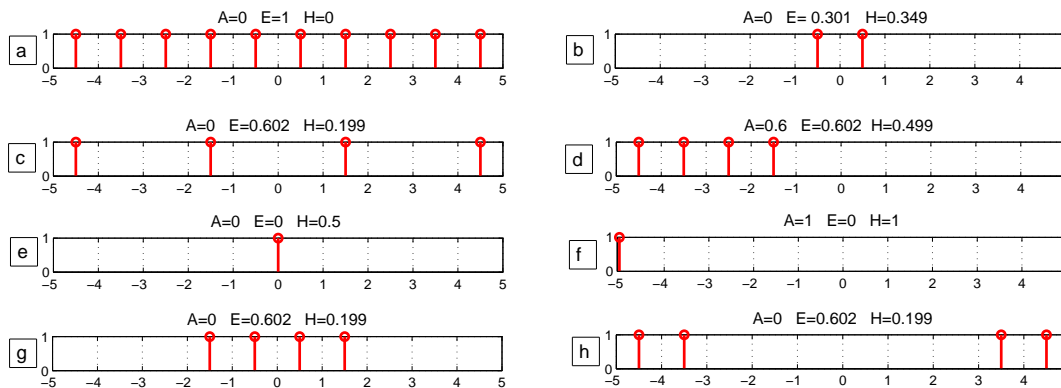 A=0 E=1 H=0
a
1
0
−5 −4 −3 −2 −1 0 1 2 3 4 5
A=0 E= 0.301 H=0.349
b
1
0
−5 −4 −3 −2 −1 0 1 2 3 4
A=0 E=0.602 H=0.199
c
1
0
−5 −4 −3 −2 −1 0 1 2 3 4 5
A=0.6 E=0.602 H=0.499
d
1
0
−5 −4 −3 −2 −1 0 1 2 3 4
A=0 E=0 H=0.5
e
1
0
−5 −4 −3 −2 −1 0 1 2 3 4 5
A=1 E=0 H=1
f
1
0
−5 −4 −3 −2 −1 0 1 2 3 4
A=0 E=0.602 H=0.199
g
1
0
−5 −4 −3 −2 −1 0 1 2 3 4 5
A=0 E=0.602 H=0.199
h
1
0
−5 −4 −3 −2 −1 0 1 2 3 4